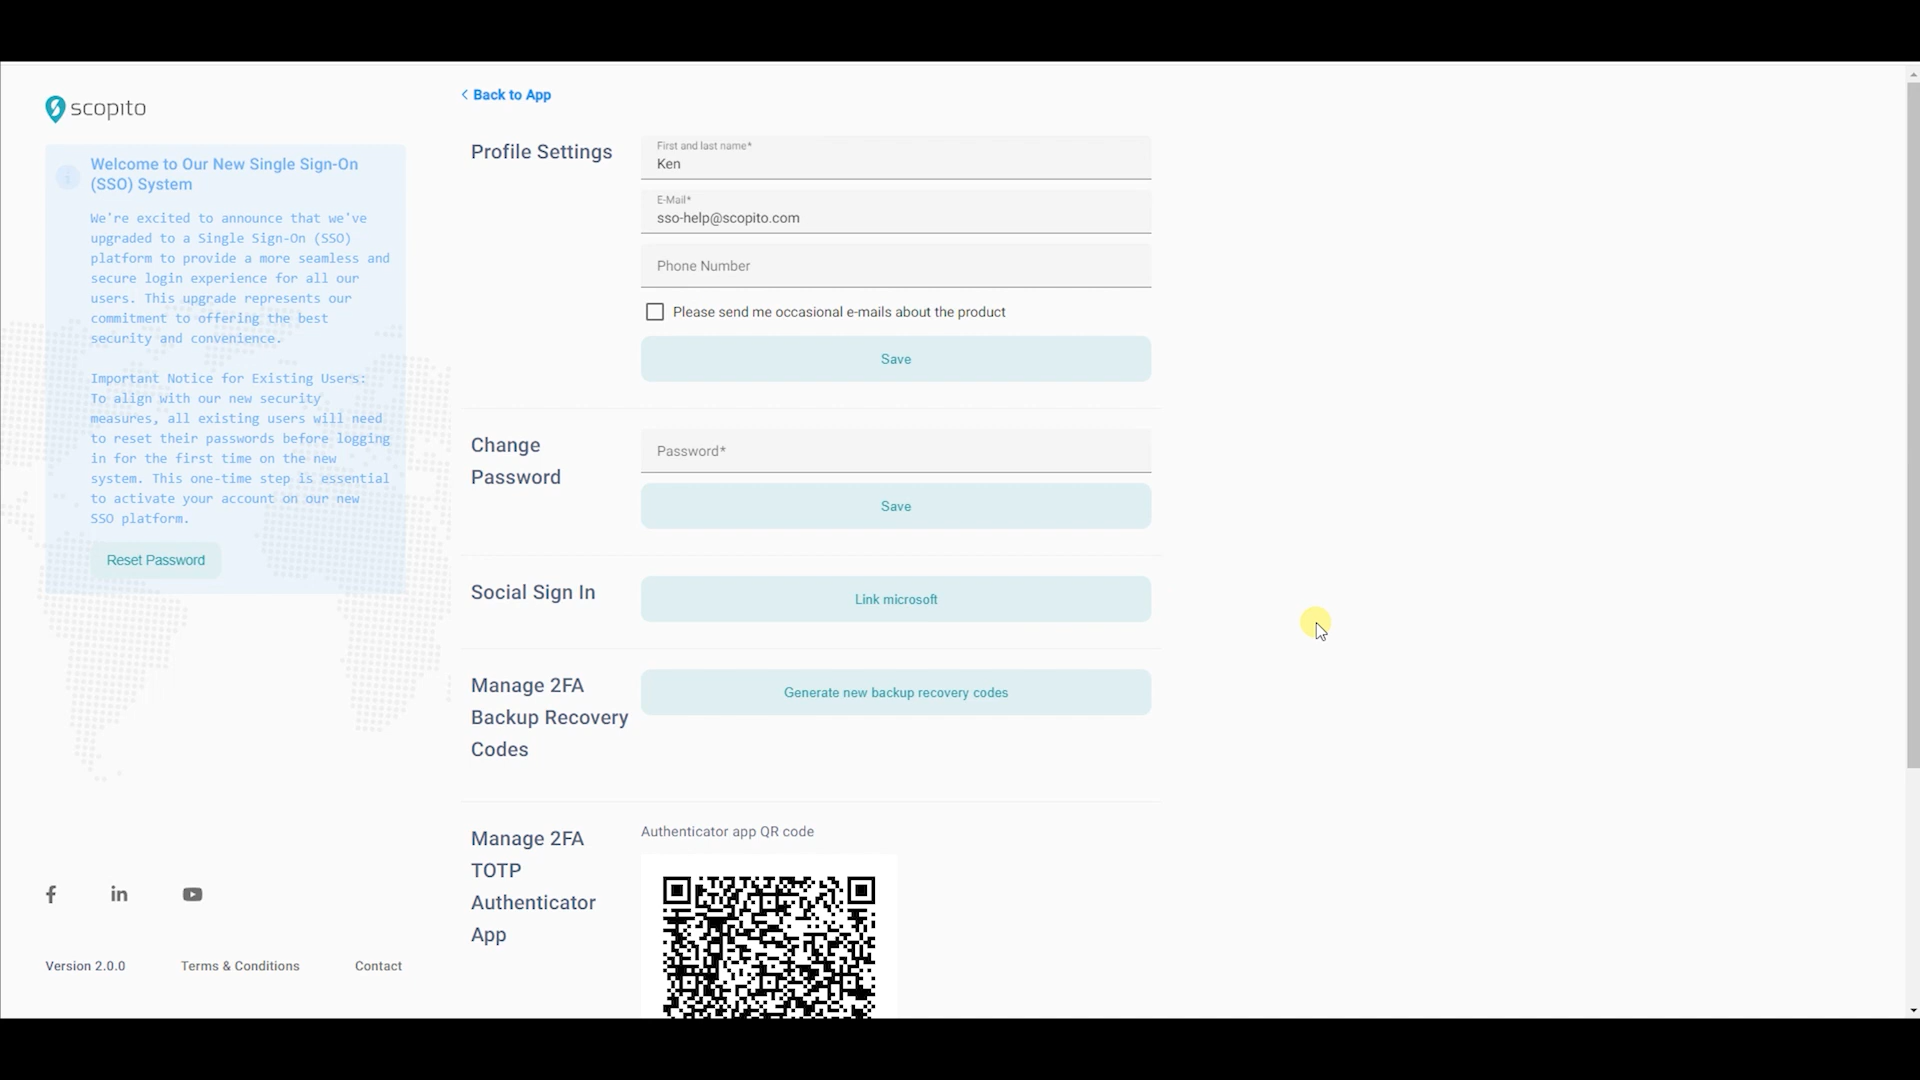 scopito
Welcome to Our New Single Sign-On
(SSO) System
We're excited to announce that we've
upgraded to a Single Sign-On (SSO)
platform to provide a more seamless and
secure login experience for all our
users. This upgrade represents our
commitment to offering the best
security and convenience.
Important Notice for Existing Users:
To align with our new security
measures, all existing users will need
to reset their passwords before logging
in for the first time on the new
system. This one-time step is essential
to activate your account on our new
SSO platform.
Reset Password
Version 2.0.0
Terms & Conditions
Contact
Back to App
Profile Settings
First and last name*
Ken
E-Mail*
sso-help@scopito.com
Phone Number
Please send me occasional e-mails about the product
Save
Change
Password
Password*
Save
Social Sign In
Link microsoft
Manage 2FA
Backup Recovery
Codes
Generate new backup recovery codes
Manage 2FA
TOTP
Authenticator
App
Authenticator app QR code